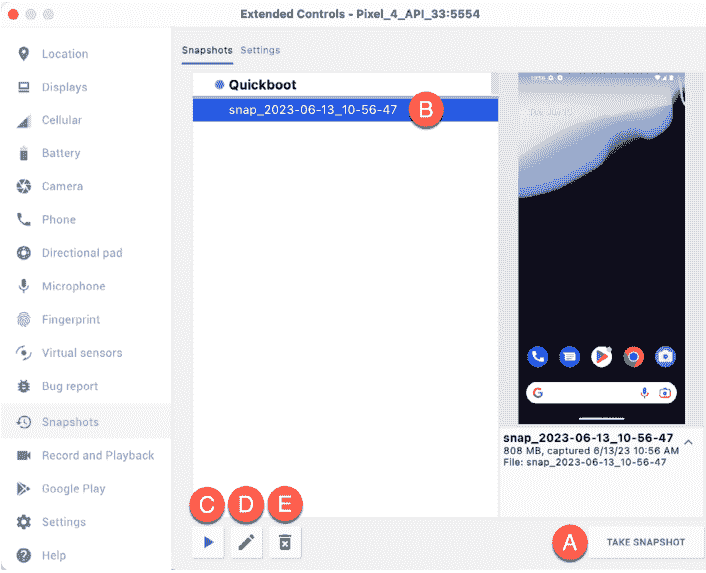 Extended Controls - Pixel_4_API_33:5554
Location
Displays
Cellular
Battery
Camera
Phone
Directional pad
Microphone
Fingerprint
Virtual sensors
Bug report
Snapshots
Record and Playback
Google Play
Settings
Help
Snapshots Settings
Quickboot
snap_2023-06-13_10-56-47
B
G
snap_2023-06-13_10-56-47
808 MB, captured 6/13/23 10:56 AM
File: snap_2023-06-13_10-56-47
C D E
A
TAKE SNAPSHOT